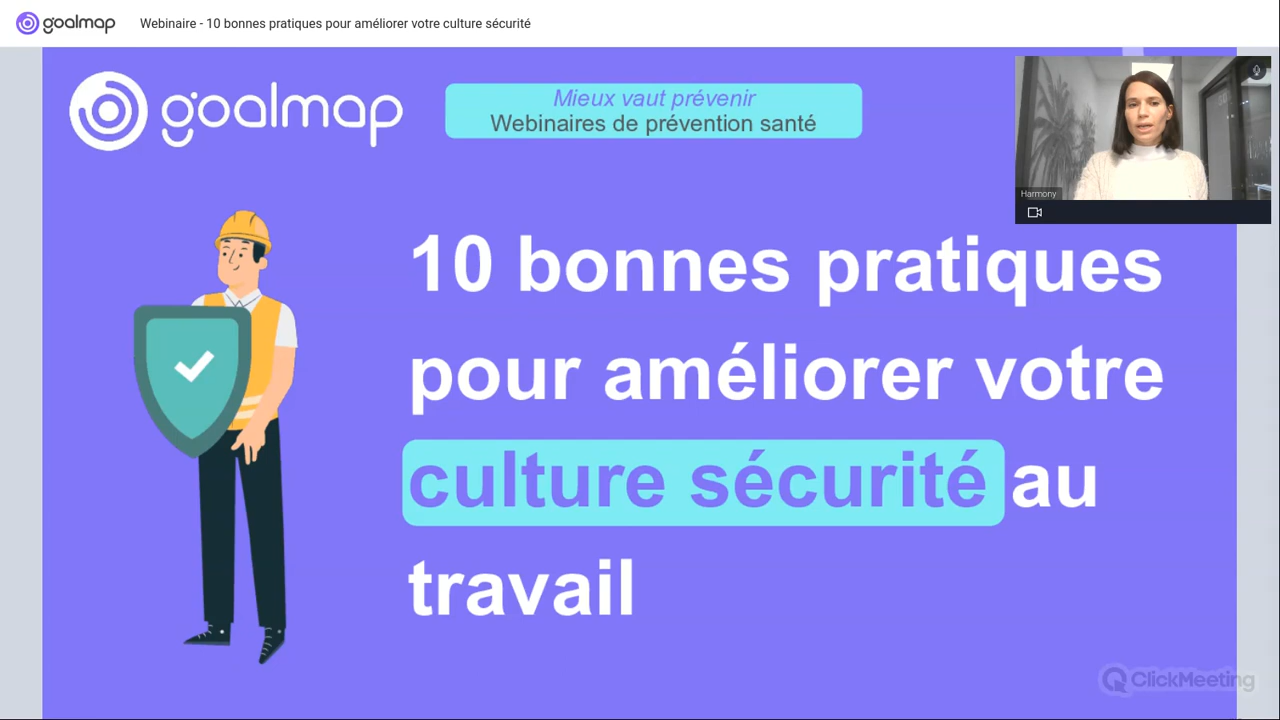 goalmap
Webinaire - 10 bonnes pratiques pour améliorer votre culture sécurité
goalmap
Mieux vaut prévenir
Webinaires de prévention santé
Harmony
10 bonnes pratiques
pour améliorer votre
culture sécurité au
travail
ClickMeeting